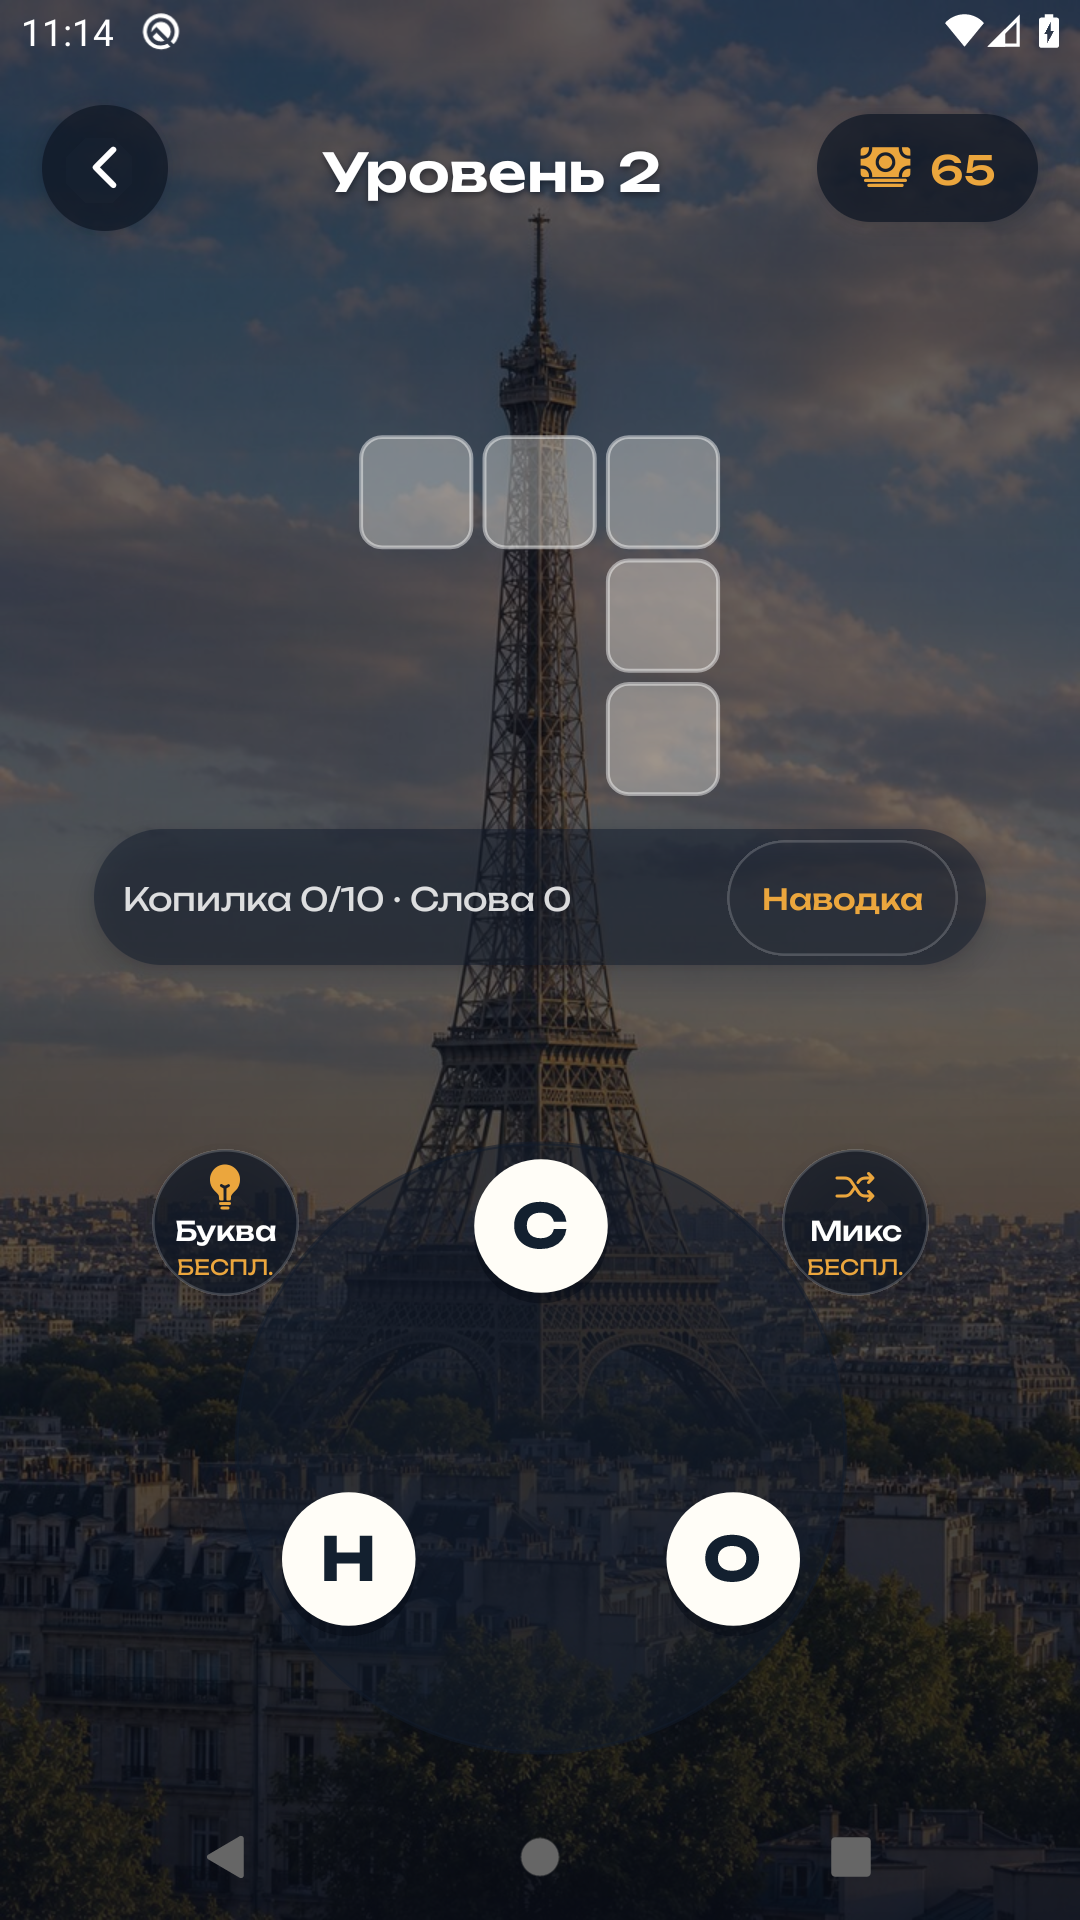 11:14
Уровень 2
65
Копилка 0/10 · Слова 0
Наводка
Буква
БЕСПЛ.
С
Микс
БЕСПЛ.
Н
О